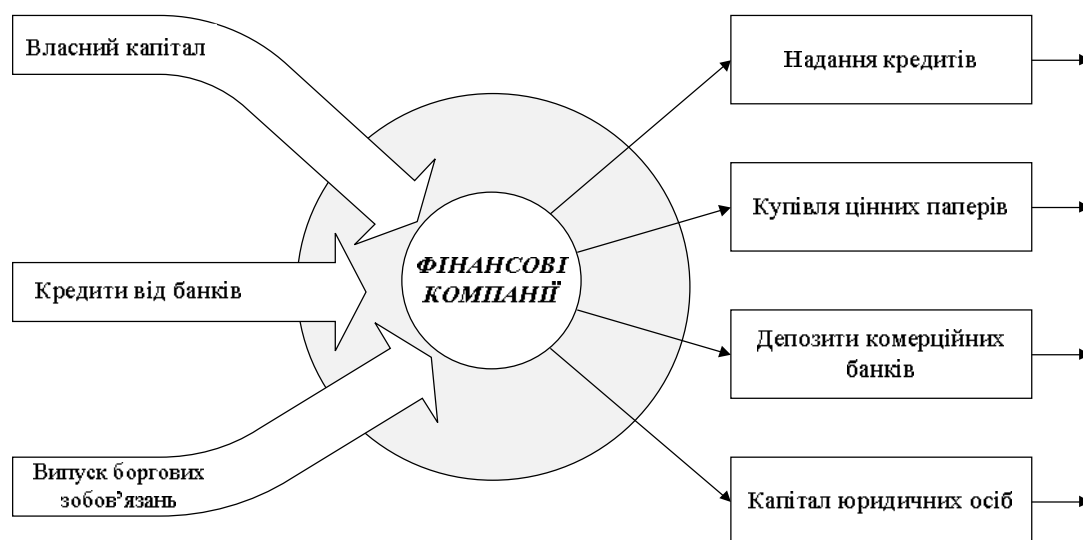 Власний капітал
Кредити від банків
Випуск боргових
зобов’язань
ФІНАНСОВІ
КОМПАНІЇ
Надання кредитів
Купівля цінних паперів
Депозити комерційних
банків
Капітал юридичних осіб